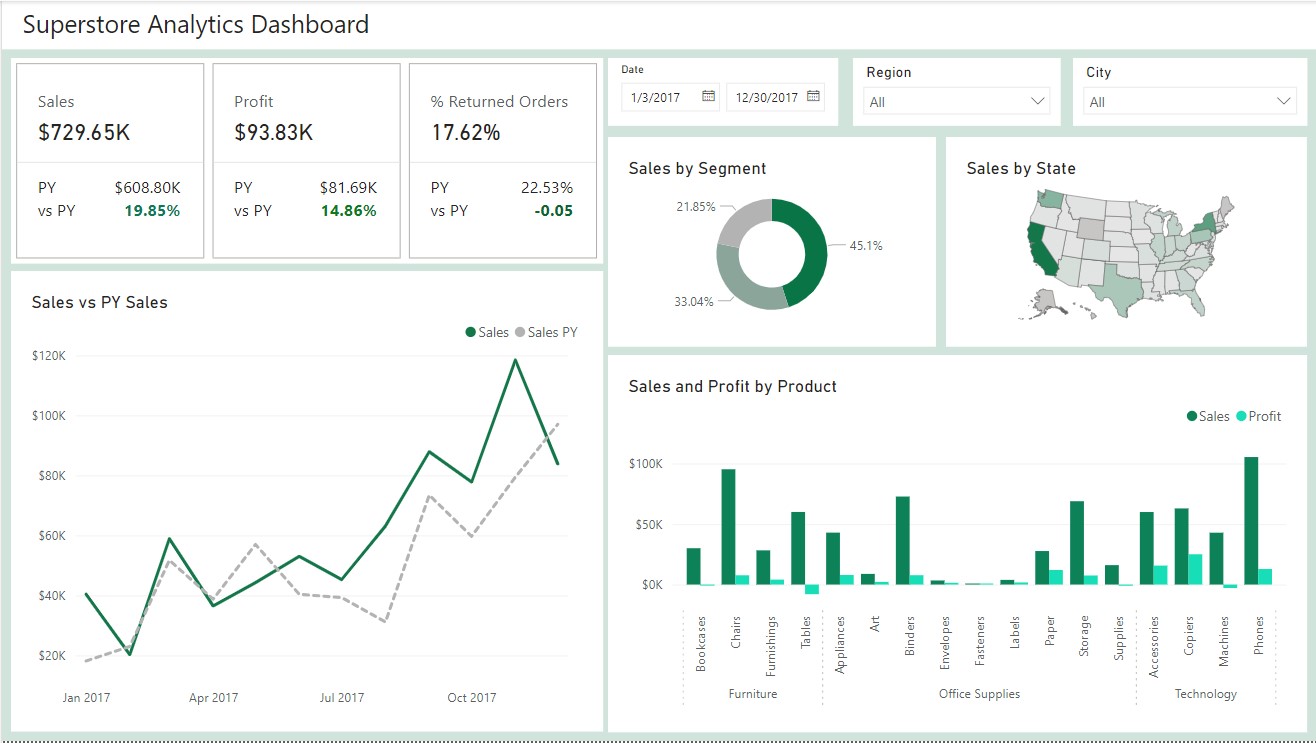 Superstore Analytics Dashboard
Sales
$729.65K
PY $608.80K
vs PY 19.85%
Profit
$93.83K
PY $81.69K
vs PY 14.86%
% Returned Orders
17.62%
PY 22.53%
vs PY -0.05
Date
1/3/2017 12/30/2017
Region
All
City
All
Sales vs PY Sales
Sales Sales PY
$120K
$100K
$80K
$60K
$40K
$20K
Jan 2017 Apr 2017 Jul 2017 Oct 2017
Sales by Segment
21.85%
45.1%
33.04%
Sales by State
Sales and Profit by Product
Sales Profit
$100K
$50K
$0K
Bookcases
Chairs
Furnishings
Tables
Appliances
Art
Binders
Envelopes
Fasteners
Labels
Paper
Storage
Supplies
Accessories
Copiers
Machines
Phones
Furniture Office Supplies Technology